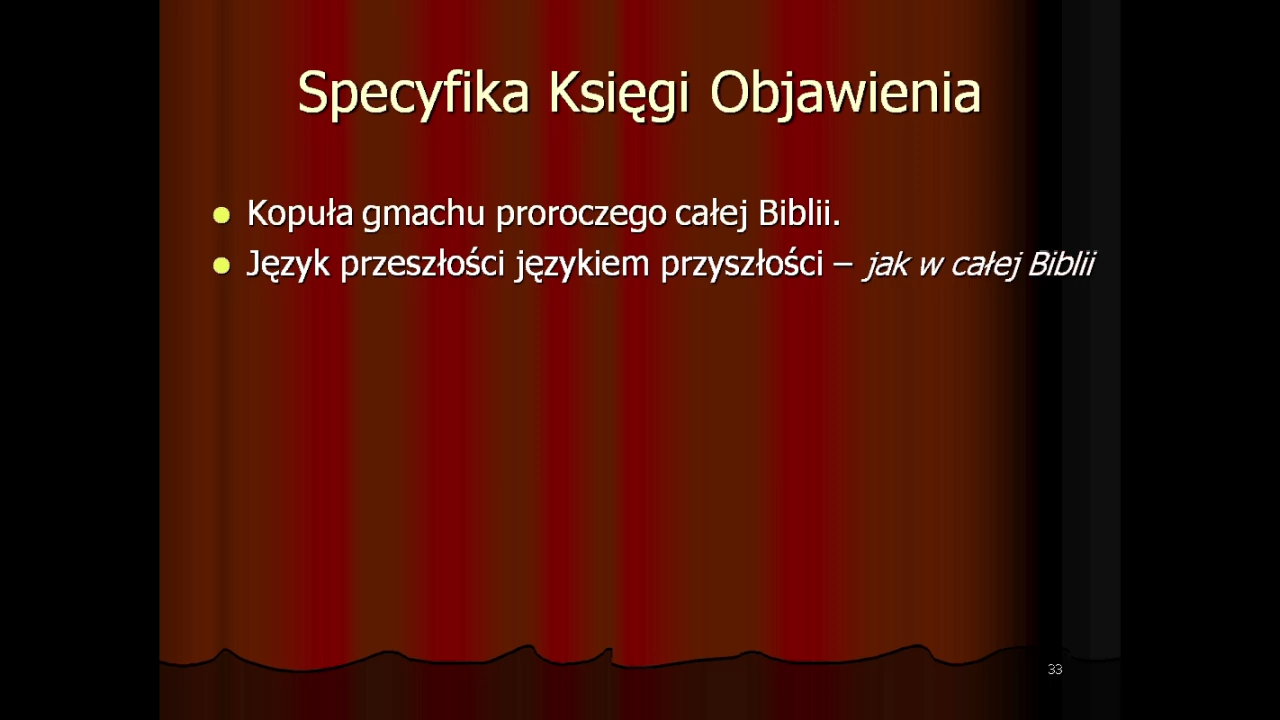 Specyfika Księgi Objawienia
Kopuła gmachu proroczego całej Biblii.
Język przeszłości językiem przyszłości – jak w całej Biblii
33